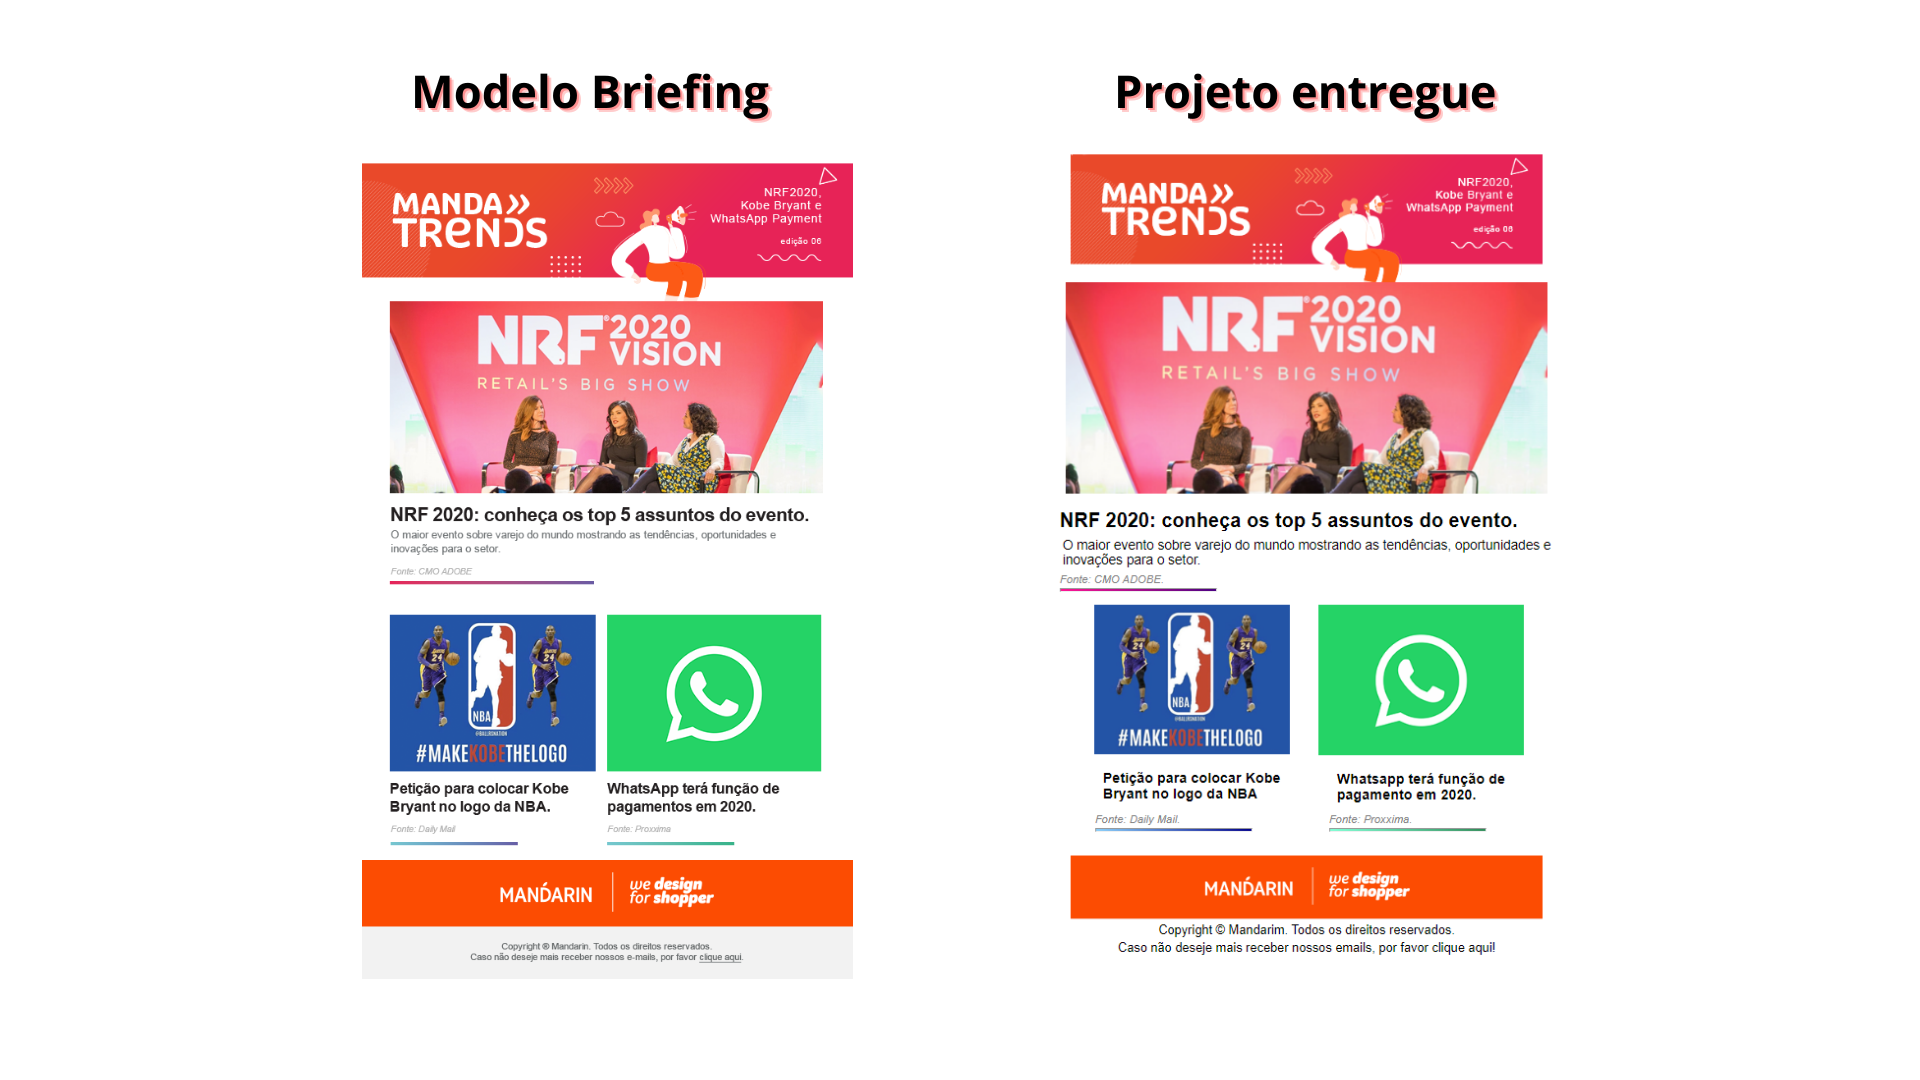 Modelo Briefing
MANDA
TRENDS
NRF2020,
Kobe Bryant e
WhatsApp Payment
edição 06
NRF®2020
VISION
RETAIL'S BIG SHOW
NRF 2020: conheça os top 5 assuntos do evento.
O maior evento sobre varejo do mundo mostrando as tendências, oportunidades e
inovações para o setor.
Fonte: CMO ADOBE
24
24
NBA
@BALLISNATION
#MAKEKOBETHELOGO
Petição para colocar Kobe
Bryant no logo da NBA.
Fonte: Daily Mail
WhatsApp terá função de
pagamentos em 2020.
Fonte: Proxxima
MANDARIN
we design
for shopper
Copyright ® Mandarin. Todos os direitos reservados.
Caso não deseje mais receber nossos e-mails, por favor clique aqui.
Projeto entregue
MANDA
TRENDS
NRF2020,
Kobe Bryant e
WhatsApp Payment
edição 06
NRF®2020
VISION
RETAIL'S BIG SHOW
NRF 2020: conheça os top 5 assuntos do evento.
O maior evento sobre varejo do mundo mostrando as tendências, oportunidades e
inovações para o setor.
Fonte: CMO ADOBE.
24
24
NBA
@BALLISNATION
#MAKEKOBETHELOGO
Petição para colocar Kobe
Bryant no logo da NBA
Fonte: Daily Mail.
Whatsapp terá função de
pagamento em 2020.
Fonte: Proxxima.
MANDARIN
we design
for shopper
Copyright © Mandarim. Todos os direitos reservados.
Caso não deseje mais receber nossos emails, por favor clique aqui!